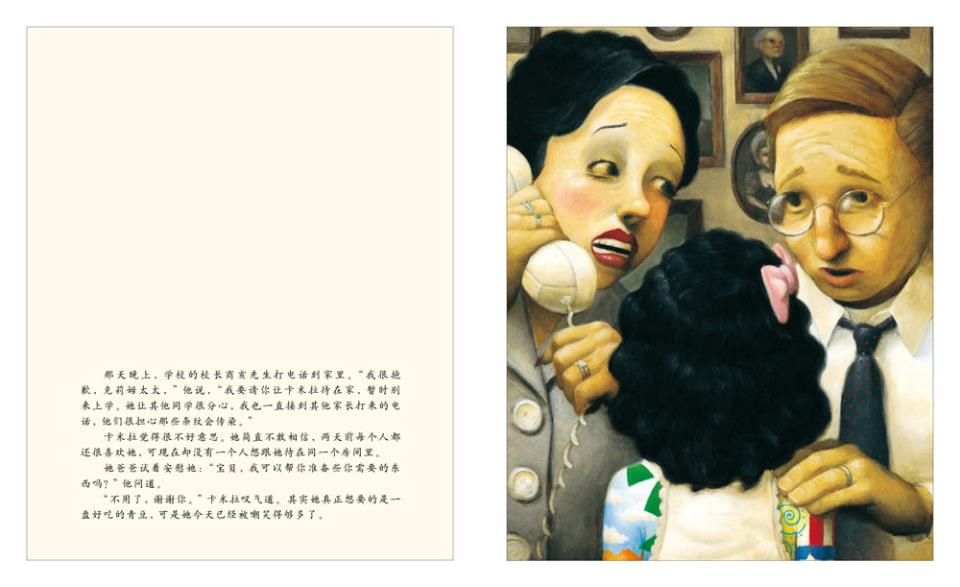 那天晚上，学校的校长商亥先生打电话到家里。“我很抱
歉，克莉姆太太，”他说，“我要请你让卡米拉待在家，暂时别
来上学。她让其他同学很分心，我也一直接到其他家长打来的电
话，他们很担心那些条纹会传染。”
卡米拉觉得很不好意思。她简直不敢相信，两天前每个人都
还很喜欢她，可现在却没有一个人想跟她待在同一个房间里。
她爸爸试着安慰她：“宝贝，我可以帮你准备些你需要的东
西吗？”他问道。
“不用了，谢谢你。”卡米拉叹气道。其实她真正想要的是一
盘好吃的青豆，可是她今天已经被嘲笑得够多了。